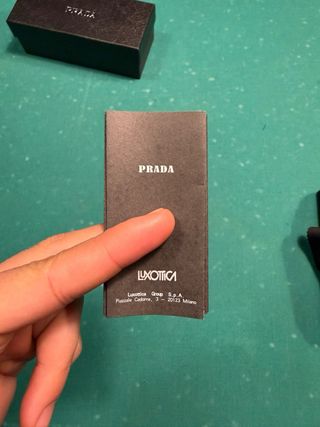 PRADA
PRADA
LUXOTTICA
Luxottica Group S.p.A
Piazzale Cadorna, 3 – 20123 Milano